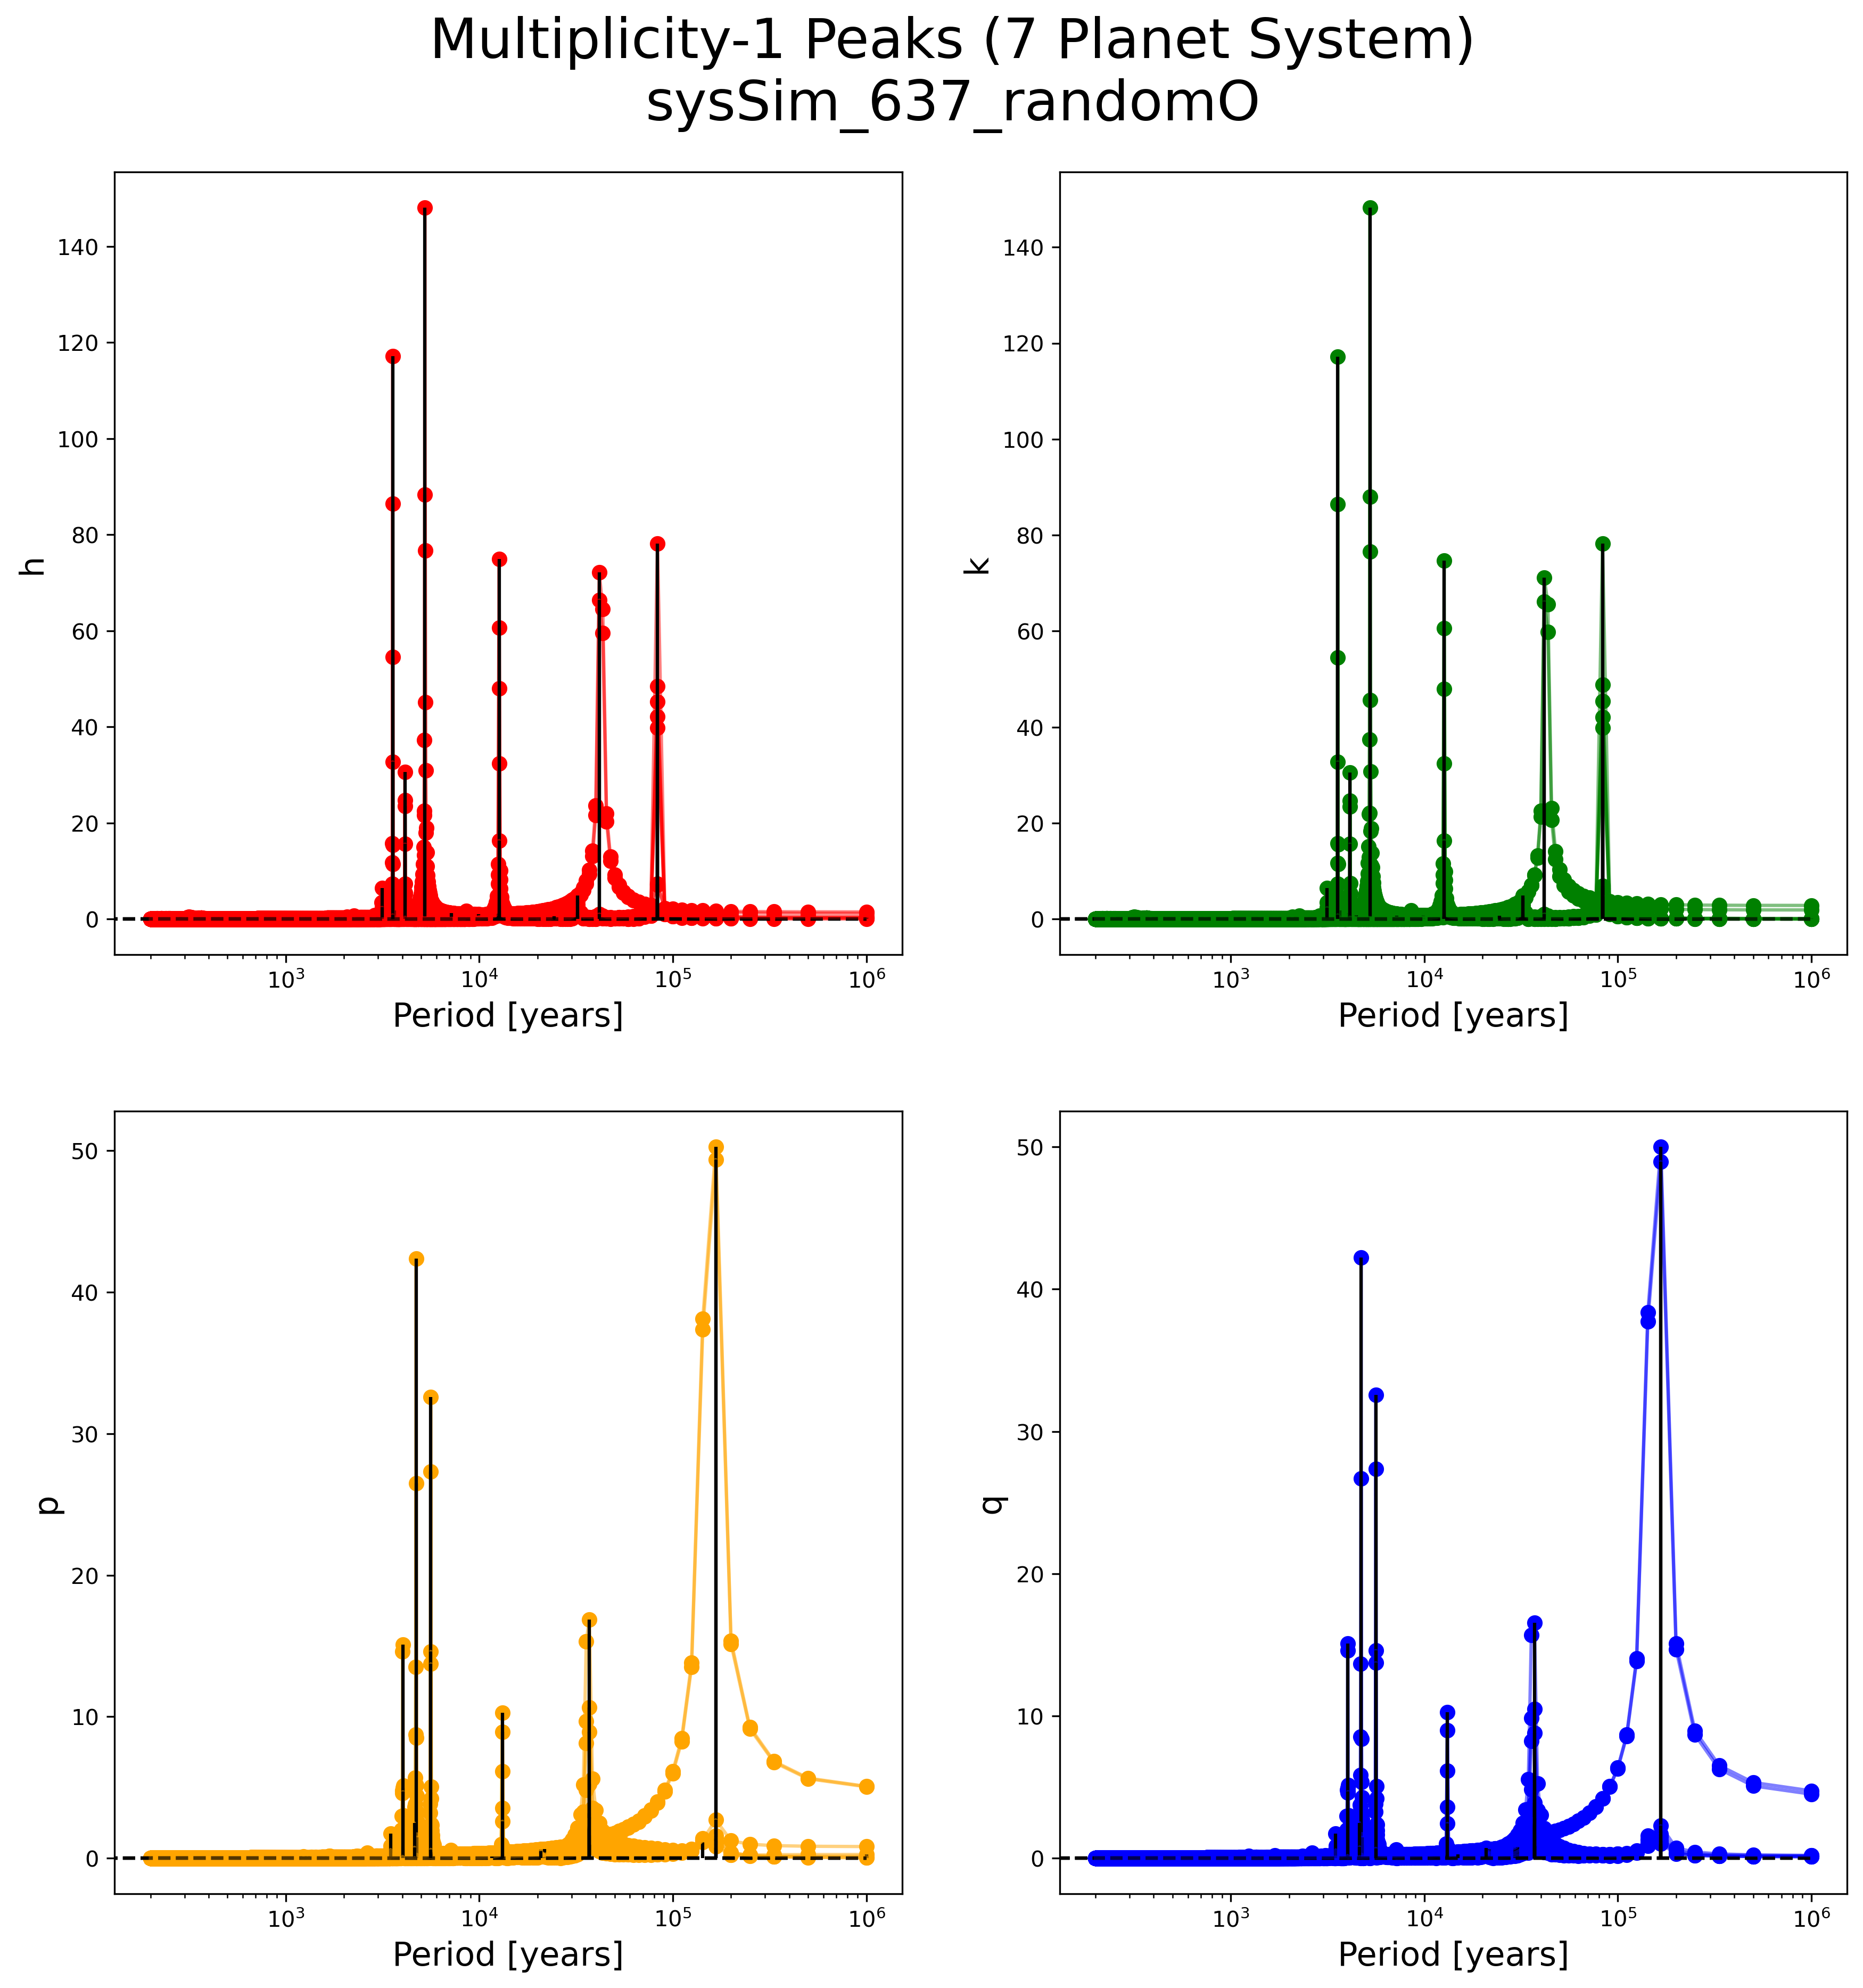 Multiplicity-1 Peaks (7 Planet System)
sysSim_637_randomO
h
140
120
100
80
60
40
20
0
10³ 10⁴ 10⁵ 10⁶
Period [years]
k
140
120
100
80
60
40
20
0
10³ 10⁴ 10⁵ 10⁶
Period [years]
p
50
40
30
20
10
0
10³ 10⁴ 10⁵ 10⁶
Period [years]
q
50
40
30
20
10
0
10³ 10⁴ 10⁵ 10⁶
Period [years]